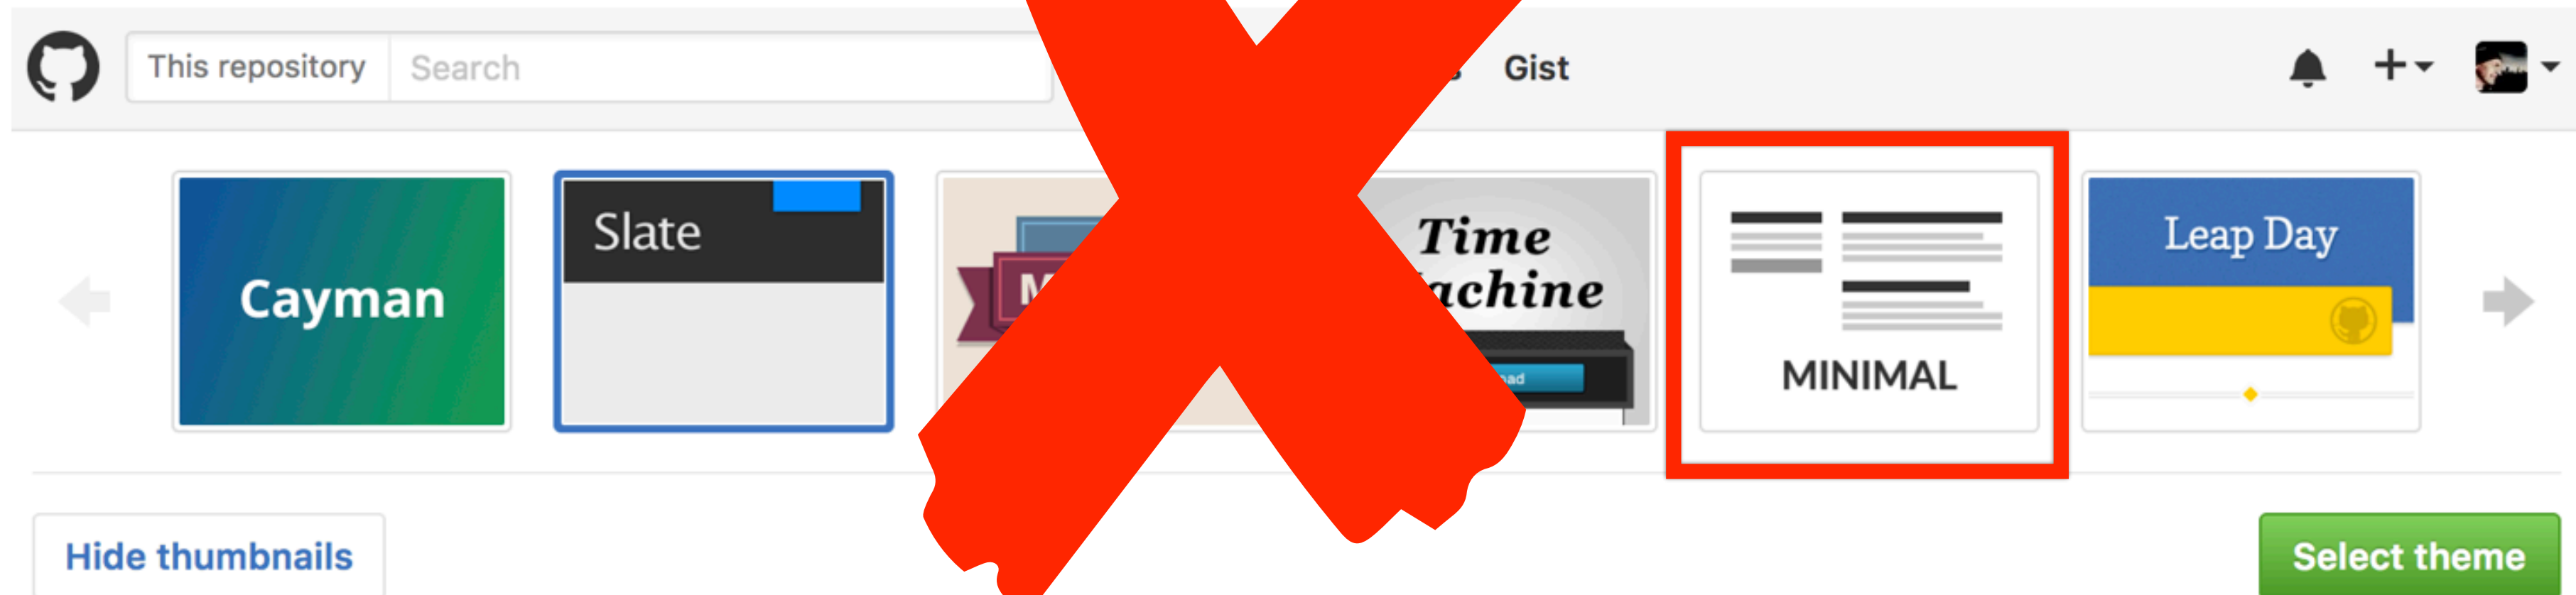 This repository Search Gist
Cayman
Slate
Time
achine
MINIMAL
Leap Day
Hide thumbnails
Select theme